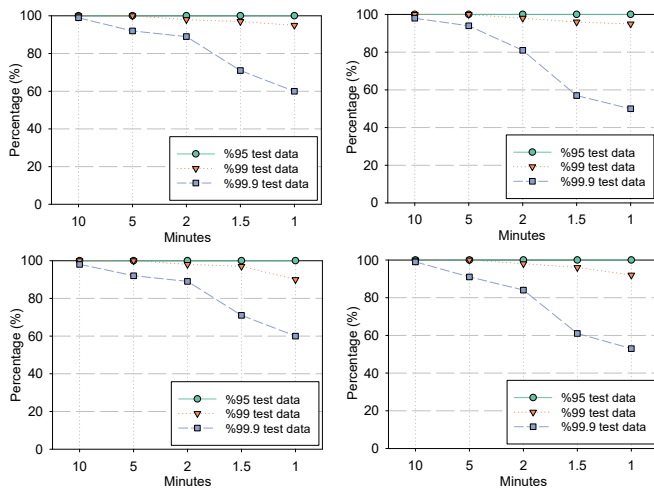 100
80
60
40
20
0
Percentage (%)
%95 test data
%99 test data
%99.9 test data
10 5 2 1.5 1
Minutes
100
80
60
40
20
0
Percentage (%)
%95 test data
%99 test data
%99.9 test data
10 5 2 1.5 1
Minutes
100
80
60
40
20
0
Percentage (%)
%95 test data
%99 test data
%99.9 test data
10 5 2 1.5 1
Minutes
100
80
60
40
20
0
Percentage (%)
%95 test data
%99 test data
%99.9 test data
10 5 2 1.5 1
Minutes